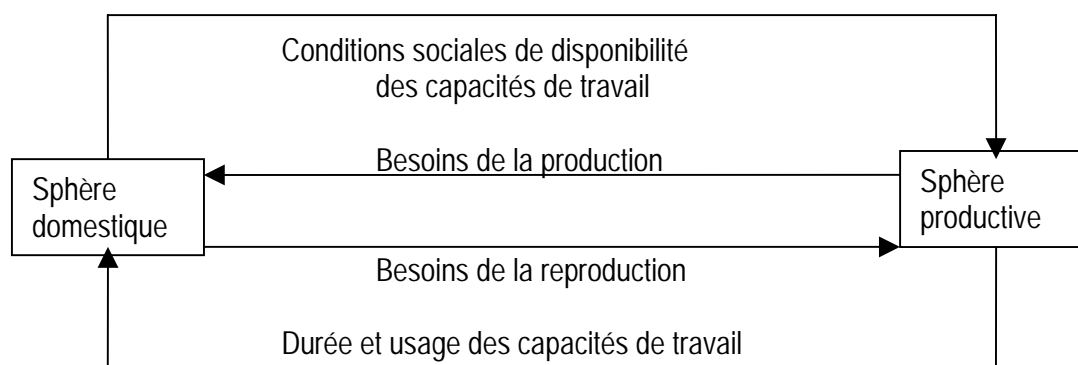 Conditions sociales de disponibilité
des capacités de travail
Besoins de la production
Sphère
domestique
Sphère
productive
Besoins de la reproduction
Durée et usage des capacités de travail